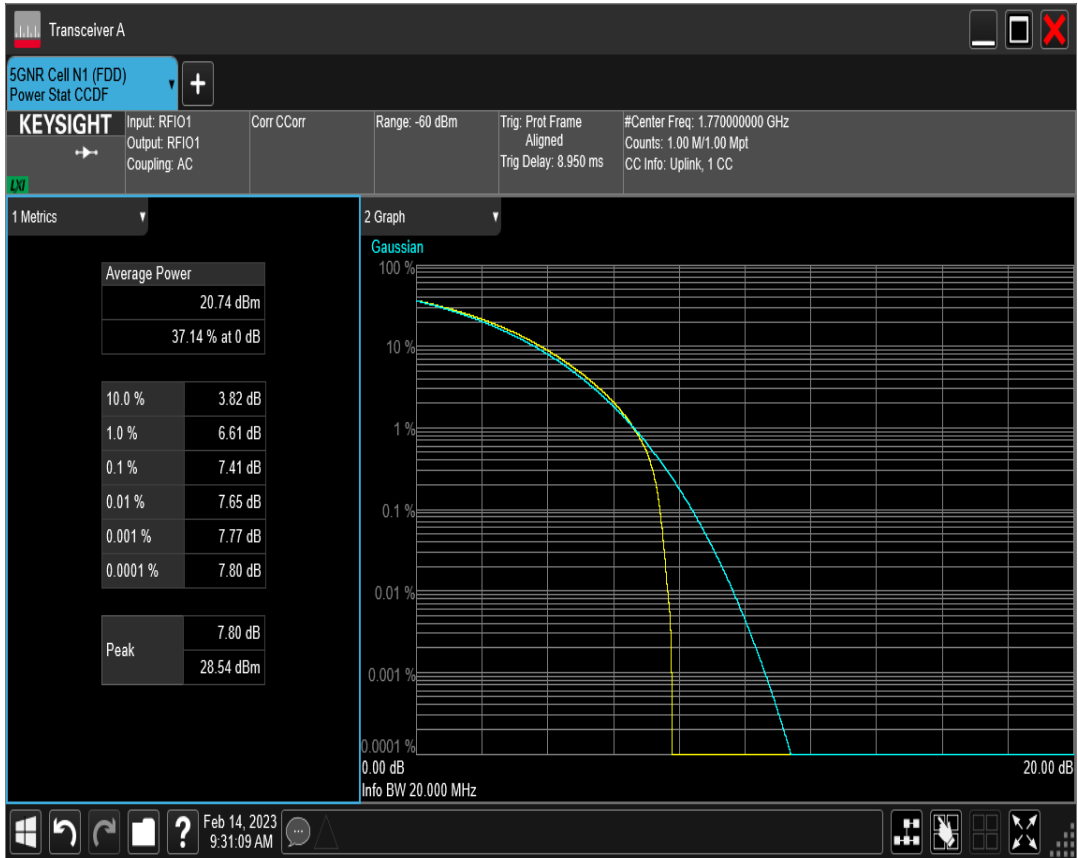 Transceiver A
5GNR Cell N1 (FDD)
Power Stat CCDF
+
KEYSIGHT
LXI
Input: RFIO1
Output: RFIO1
Coupling: AC
Corr CCorr
Range: -60 dBm
Trig: Prot Frame
Aligned
Trig Delay: 8.950 ms
#Center Freq: 1.770000000 GHz
Counts: 1.00 M/1.00 Mpt
CC Info: Uplink, 1 CC
1 Metrics
Average Power
20.74 dBm
37.14 % at 0 dB
10.0 % 3.82 dB
1.0 % 6.61 dB
0.1 % 7.41 dB
0.01 % 7.65 dB
0.001 % 7.77 dB
0.0001 % 7.80 dB
Peak
7.80 dB
28.54 dBm
2 Graph
Gaussian
100 %
10 %
1 %
0.1 %
0.01 %
0.001 %
0.0001 %
0.00 dB 20.00 dB
Info BW 20.000 MHz
?
Feb 14, 2023
9:31:09 AM